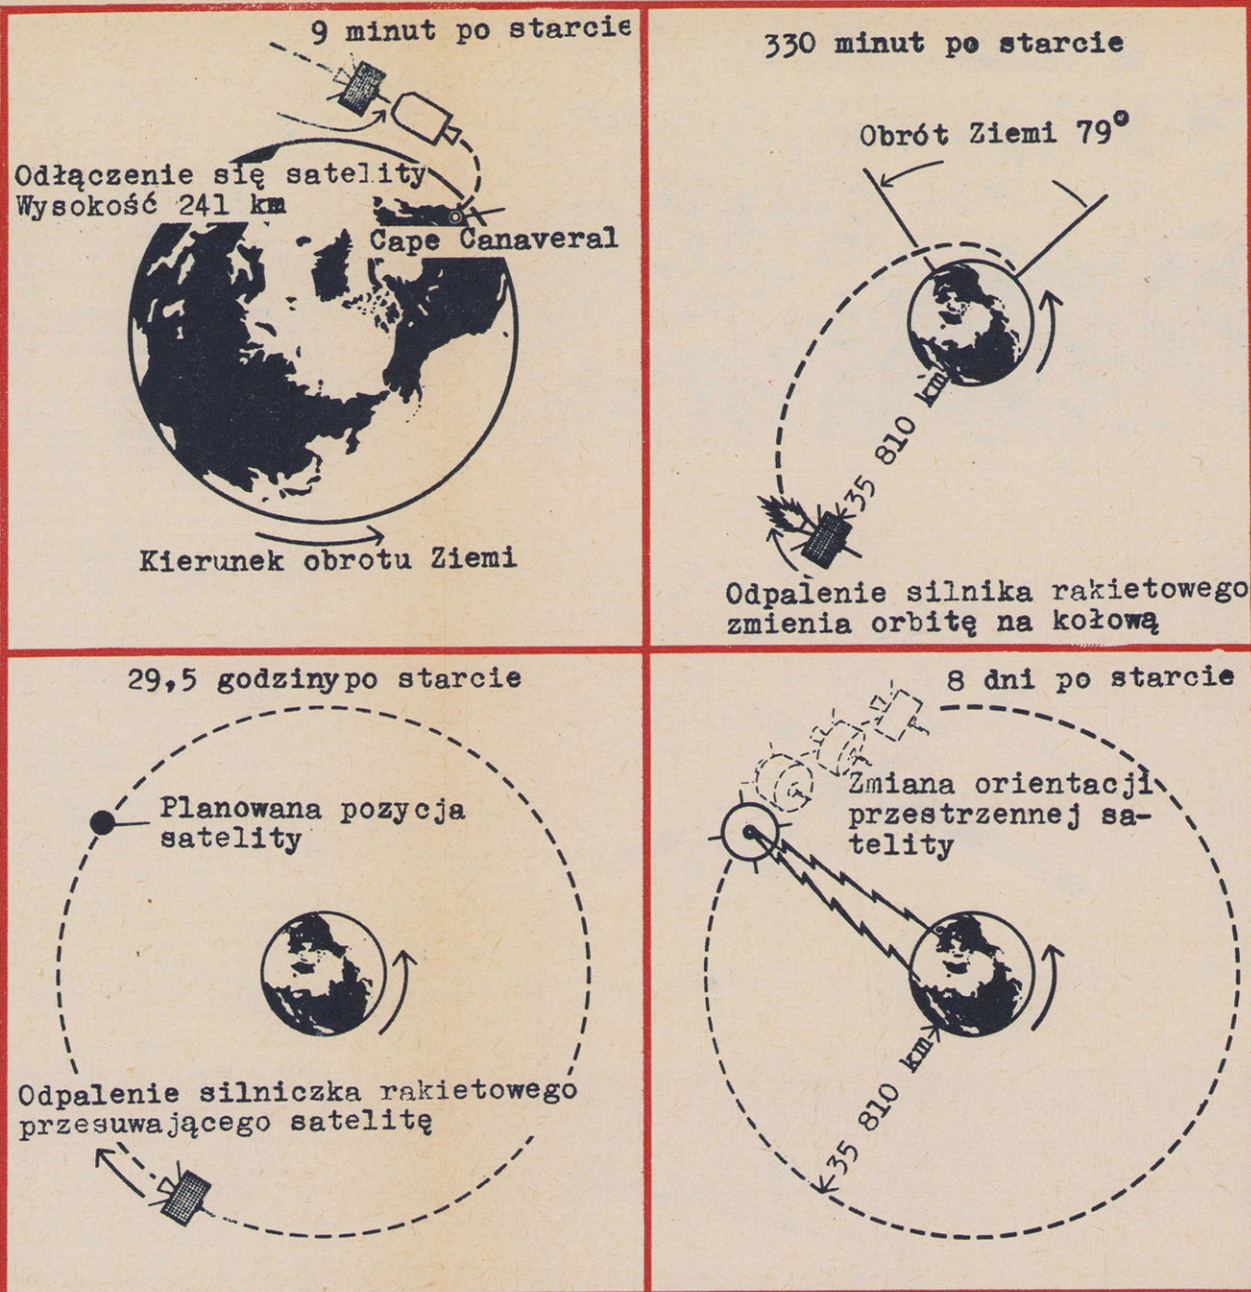 9 minut po starcie
Odłączenie się satelity
Wysokość 241 km
Cape Canaveral
Kierunek obrotu Ziemi
330 minut po starcie
Obrót Ziemi 79°
35 810 km
Odpalenie silnika rakietowego
zmienia orbitę na kołową
29,5 godziny po starcie
Planowana pozycja
satelity
Odpalenie silniczka rakietowego
przesuwającego satelitę
8 dni po starcie
Zmiana orientacji
przestrzennej sa-
telity
35 810 km